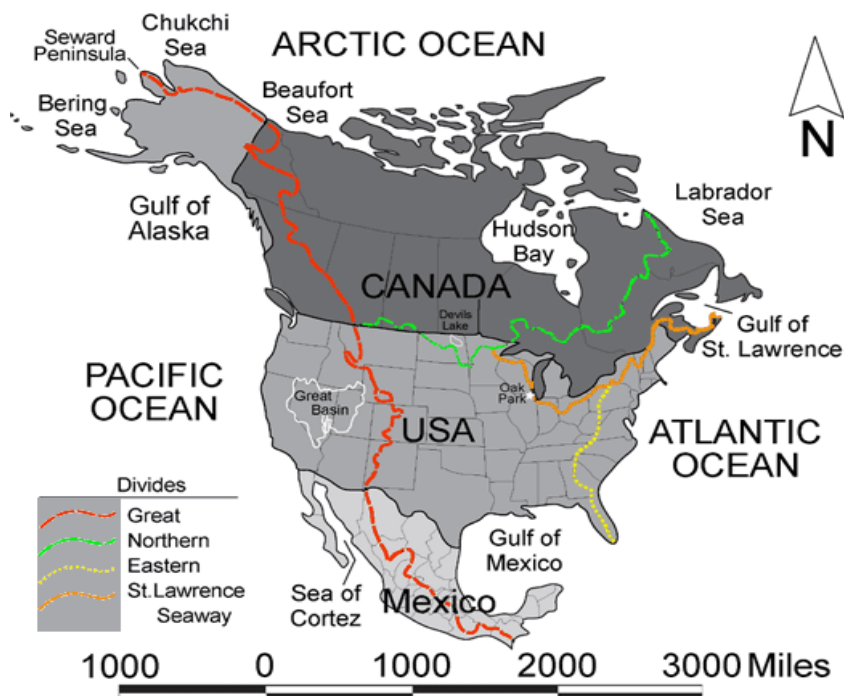 Chukchi
Sea
Seward
Peninsula
ARCTIC OCEAN
Bering
Sea
Beaufort
Sea
N
Gulf of
Alaska
Hudson
Bay
Labrador
Sea
CANADA
Devils
Lake
Gulf of
St. Lawrence
PACIFIC
OCEAN
Great
Basin
Oak
Park
USA
ATLANTIC
OCEAN
Divides
Great
Northern
Eastern
St.Lawrence
Seaway
Gulf of
Mexico
Sea of
Cortez
Mexico
1000 0 1000 2000 3000 Miles